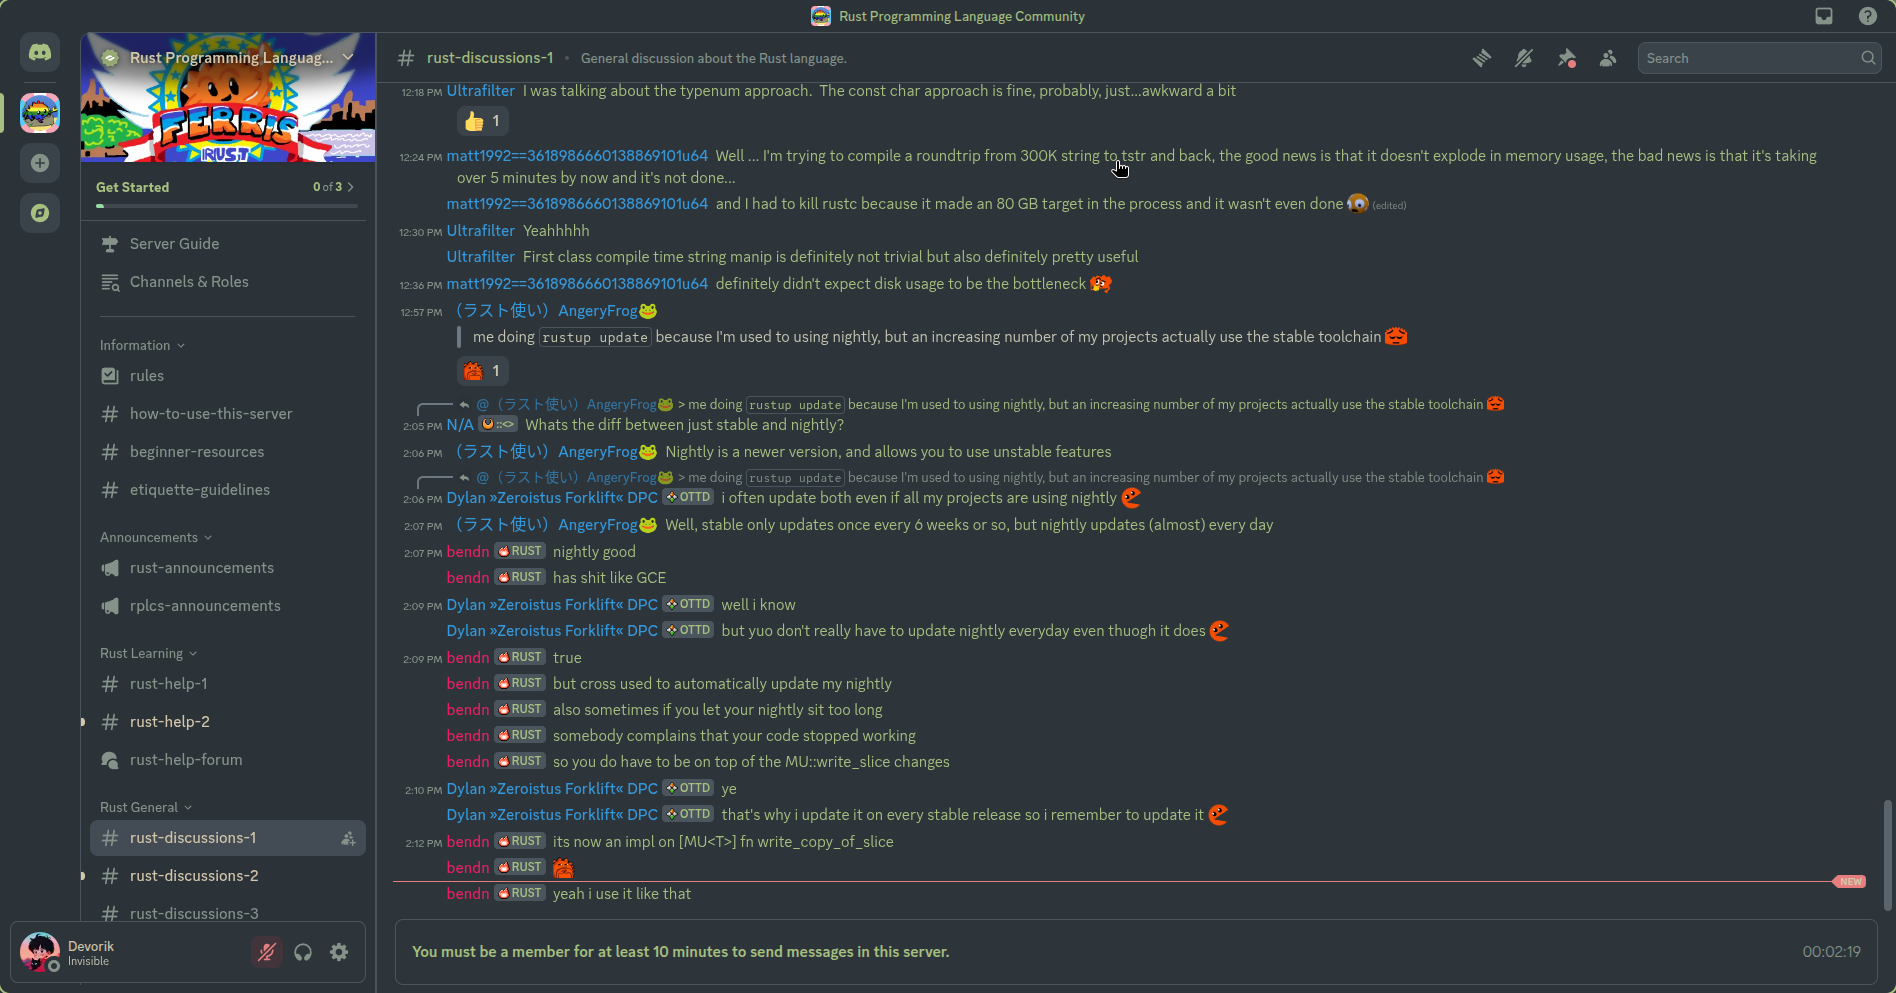 Rust Programming Language Community
Rust Programming Languag...
FERRIS
RUST
Get Started
0 of 3
Server Guide
Channels & Roles
Information
rules
how-to-use-this-server
beginner-resources
etiquette-guidelines
Announcements
rust-announcements
rplcs-announcements
Rust Learning
rust-help-1
rust-help-2
rust-help-forum
Rust General
rust-discussions-1
rust-discussions-2
rust-discussions-3
Devorik
Invisible
rust-discussions-1 • General discussion about the Rust language.
Search
12:18 PM Ultrafilter I was talking about the typenum approach. The const char approach is fine, probably, just...awkward a bit
👍 1
12:24 PM matt1992==3618986660138869101u64 Well ... I'm trying to compile a roundtrip from 300K string to tstr and back, the good news is that it doesn't explode in memory usage, the bad news is that it's taking
over 5 minutes by now and it's not done...
matt1992==3618986660138869101u64 and I had to kill rustc because it made an 80 GB target in the process and it wasn't even done (edited)
12:30 PM Ultrafilter Yeahhhhh
Ultrafilter First class compile time string manip is definitely not trivial but also definitely pretty useful
12:36 PM matt1992==3618986660138869101u64 definitely didn't expect disk usage to be the bottleneck
12:57 PM （ラスト使い）AngeryFrog🐸
me doing rustup update because I'm used to using nightly, but an increasing number of my projects actually use the stable toolchain
1
@（ラスト使い）AngeryFrog🐸 > me doing rustup update because I'm used to using nightly, but an increasing number of my projects actually use the stable toolchain
2:05 PM N/A ::<> Whats the diff between just stable and nightly?
2:06 PM （ラスト使い）AngeryFrog🐸 Nightly is a newer version, and allows you to use unstable features
@（ラスト使い）AngeryFrog🐸 > me doing rustup update because I'm used to using nightly, but an increasing number of my projects actually use the stable toolchain
2:06 PM Dylan »Zeroistus Forklift« DPC OTTD i often update both even if all my projects are using nightly
2:07 PM （ラスト使い）AngeryFrog🐸 Well, stable only updates once every 6 weeks or so, but nightly updates (almost) every day
2:07 PM bendn RUST nightly good
bendn RUST has shit like GCE
2:09 PM Dylan »Zeroistus Forklift« DPC OTTD well i know
Dylan »Zeroistus Forklift« DPC OTTD but yuo don't really have to update nightly everyday even thuogh it does
2:09 PM bendn RUST true
bendn RUST but cross used to automatically update my nightly
bendn RUST also sometimes if you let your nightly sit too long
bendn RUST somebody complains that your code stopped working
bendn RUST so you do have to be on top of the MU::write_slice changes
2:10 PM Dylan »Zeroistus Forklift« DPC OTTD ye
Dylan »Zeroistus Forklift« DPC OTTD that's why i update it on every stable release so i remember to update it
2:12 PM bendn RUST its now an impl on [MU<T>] fn write_copy_of_slice
bendn RUST
NEW
bendn RUST yeah i use it like that
You must be a member for at least 10 minutes to send messages in this server.
00:02:19